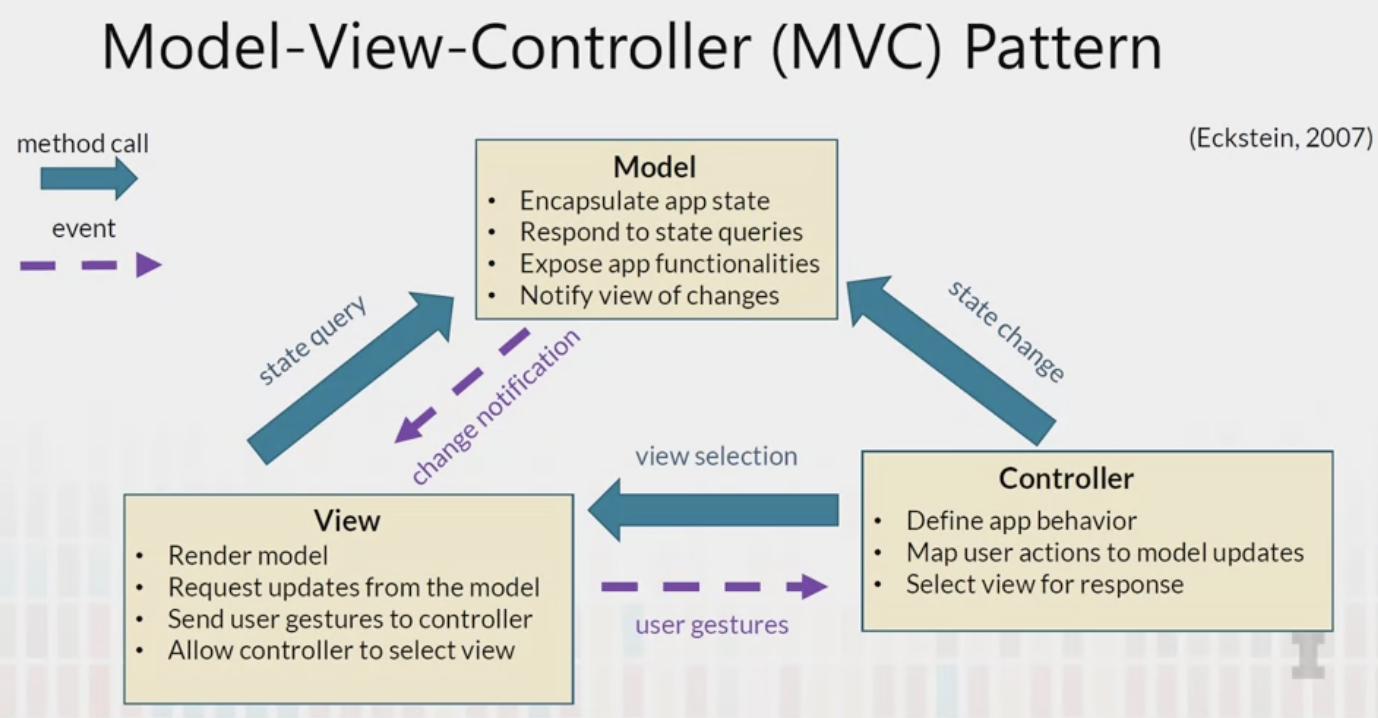 Model-View-Controller (MVC) Pattern
(Eckstein, 2007)
method call
event
Model
• Encapsulate app state
• Respond to state queries
• Expose app functionalities
• Notify view of changes
state query
change notification
state change
view selection
user gestures
View
• Render model
• Request updates from the model
• Send user gestures to controller
• Allow controller to select view
Controller
• Define app behavior
• Map user actions to model updates
• Select view for response
I